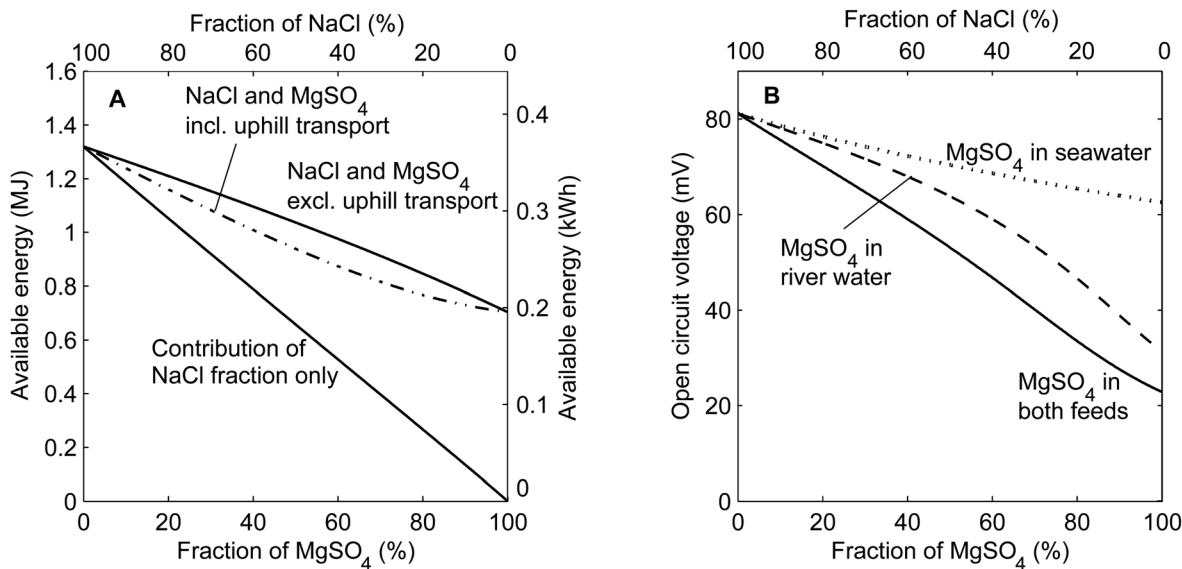 Fraction of NaCl (%)
100 80 60 40 20 0
1.6
1.4
1.2
1
0.8
0.6
0.4
0.2
0
Available energy (MJ)
A
NaCl and MgSO4
incl. uphill transport
NaCl and MgSO4
excl. uphill transport
Contribution of
NaCl fraction only
0.4
0.3
0.2
0.1
0
Available energy (kWh)
0 20 40 60 80 100
Fraction of MgSO4 (%)
Fraction of NaCl (%)
100 80 60 40 20 0
80
60
40
20
0
Open circuit voltage (mV)
B
MgSO4 in seawater
MgSO4 in
river water
MgSO4 in
both feeds
0 20 40 60 80 100
Fraction of MgSO4 (%)